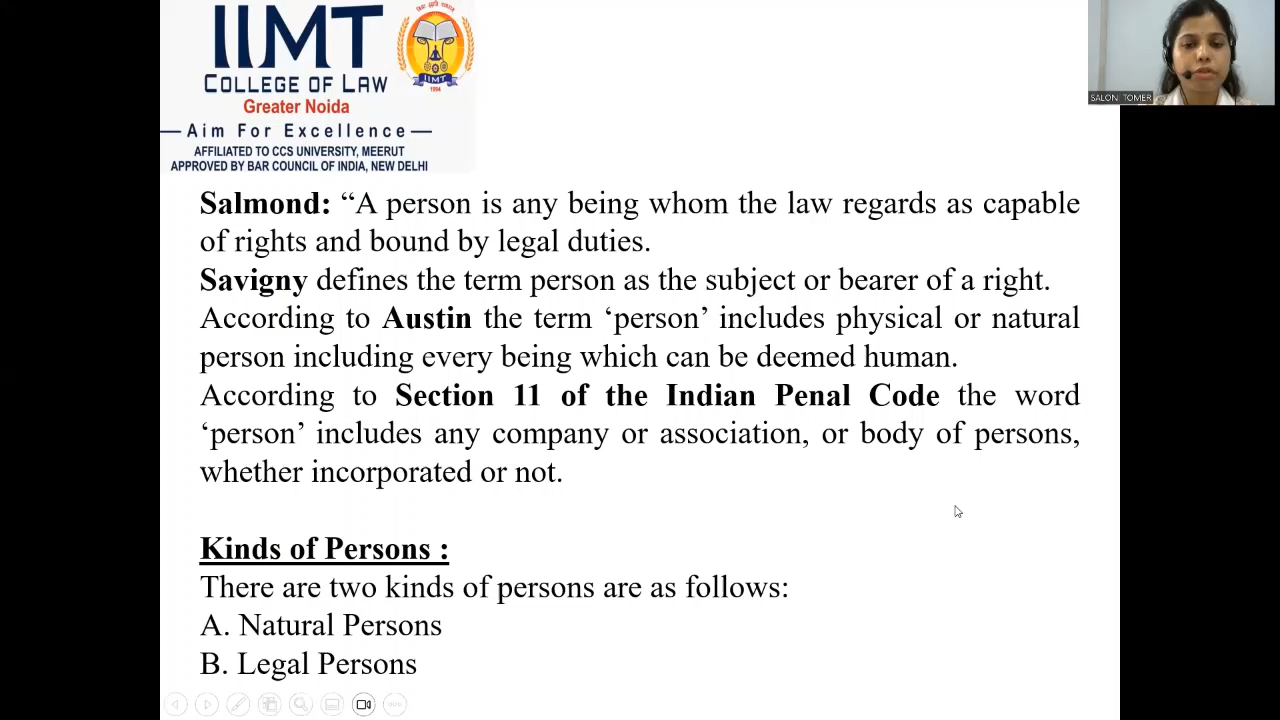 IIMT
COLLEGE OF LAW
Greater Noida
Aim For Excellence
AFFILIATED TO CCS UNIVERSITY, MEERUT
APPROVED BY BAR COUNCIL OF INDIA, NEW DELHI
IIMT
1994
SALONI TOMER
Salmond: “A person is any being whom the law regards as capable
of rights and bound by legal duties.
Savigny defines the term person as the subject or bearer of a right.
According to Austin the term ‘person’ includes physical or natural
person including every being which can be deemed human.
According to Section 11 of the Indian Penal Code the word
‘person’ includes any company or association, or body of persons,
whether incorporated or not.
Kinds of Persons :
There are two kinds of persons are as follows:
A. Natural Persons
B. Legal Persons